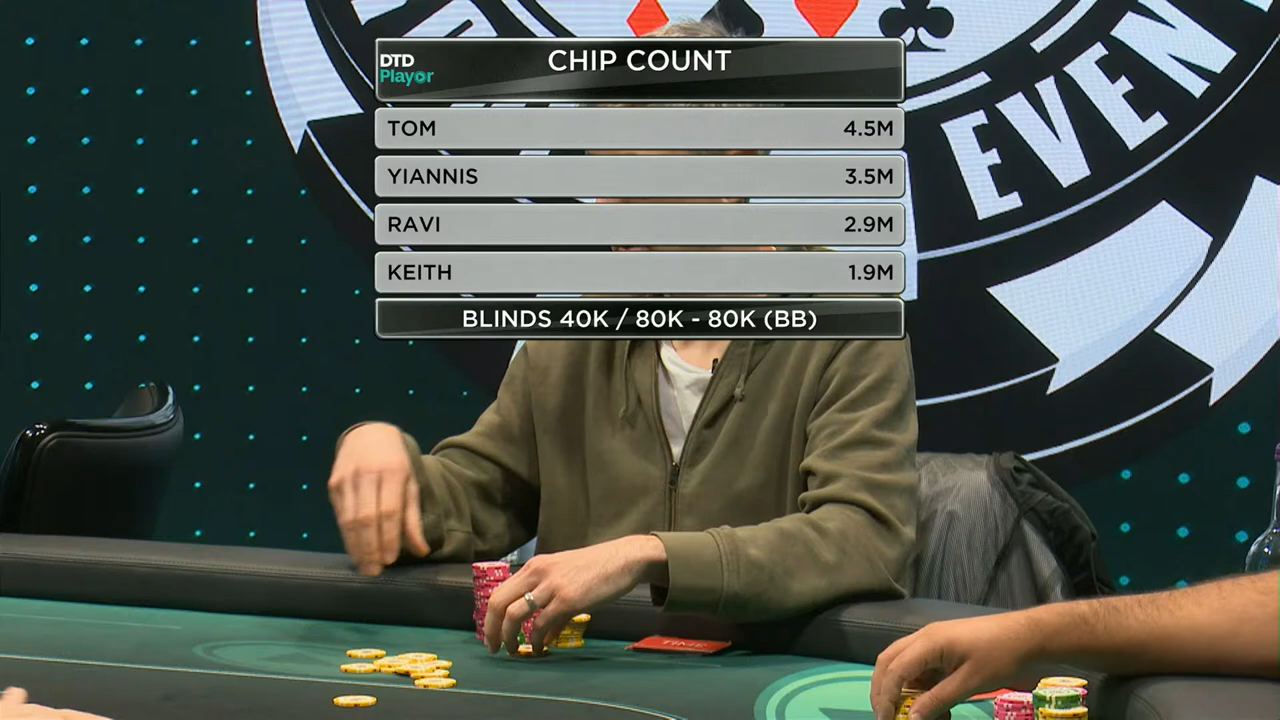 DTD
Player
CHIP COUNT
TOM 4.5M
YIANNIS 3.5M
RAVI 2.9M
KEITH 1.9M
BLINDS 40K / 80K - 80K (BB)
EVEN
TIME